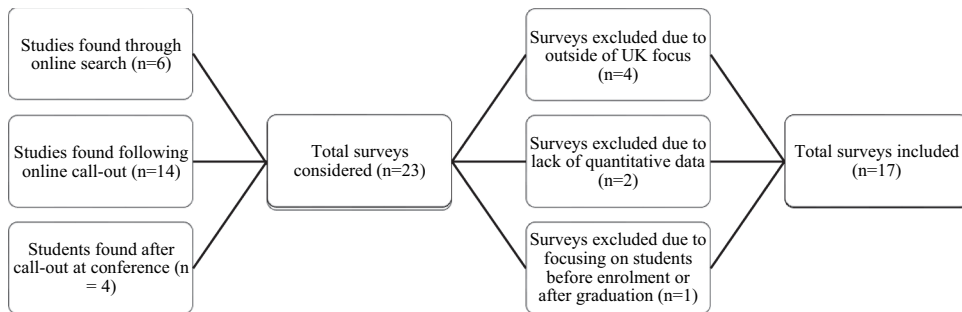 Studies found through
online search (n=6)
Studies found following
online call-out (n=14)
Students found after
call-out at conference (n
= 4)
Total surveys
considered (n=23)
Surveys excluded due to
outside of UK focus
(n=4)
Surveys excluded due to
lack of quantitative data
(n=2)
Surveys excluded due to
focusing on students
before enrolment or
after graduation (n=1)
Total surveys included
(n=17)